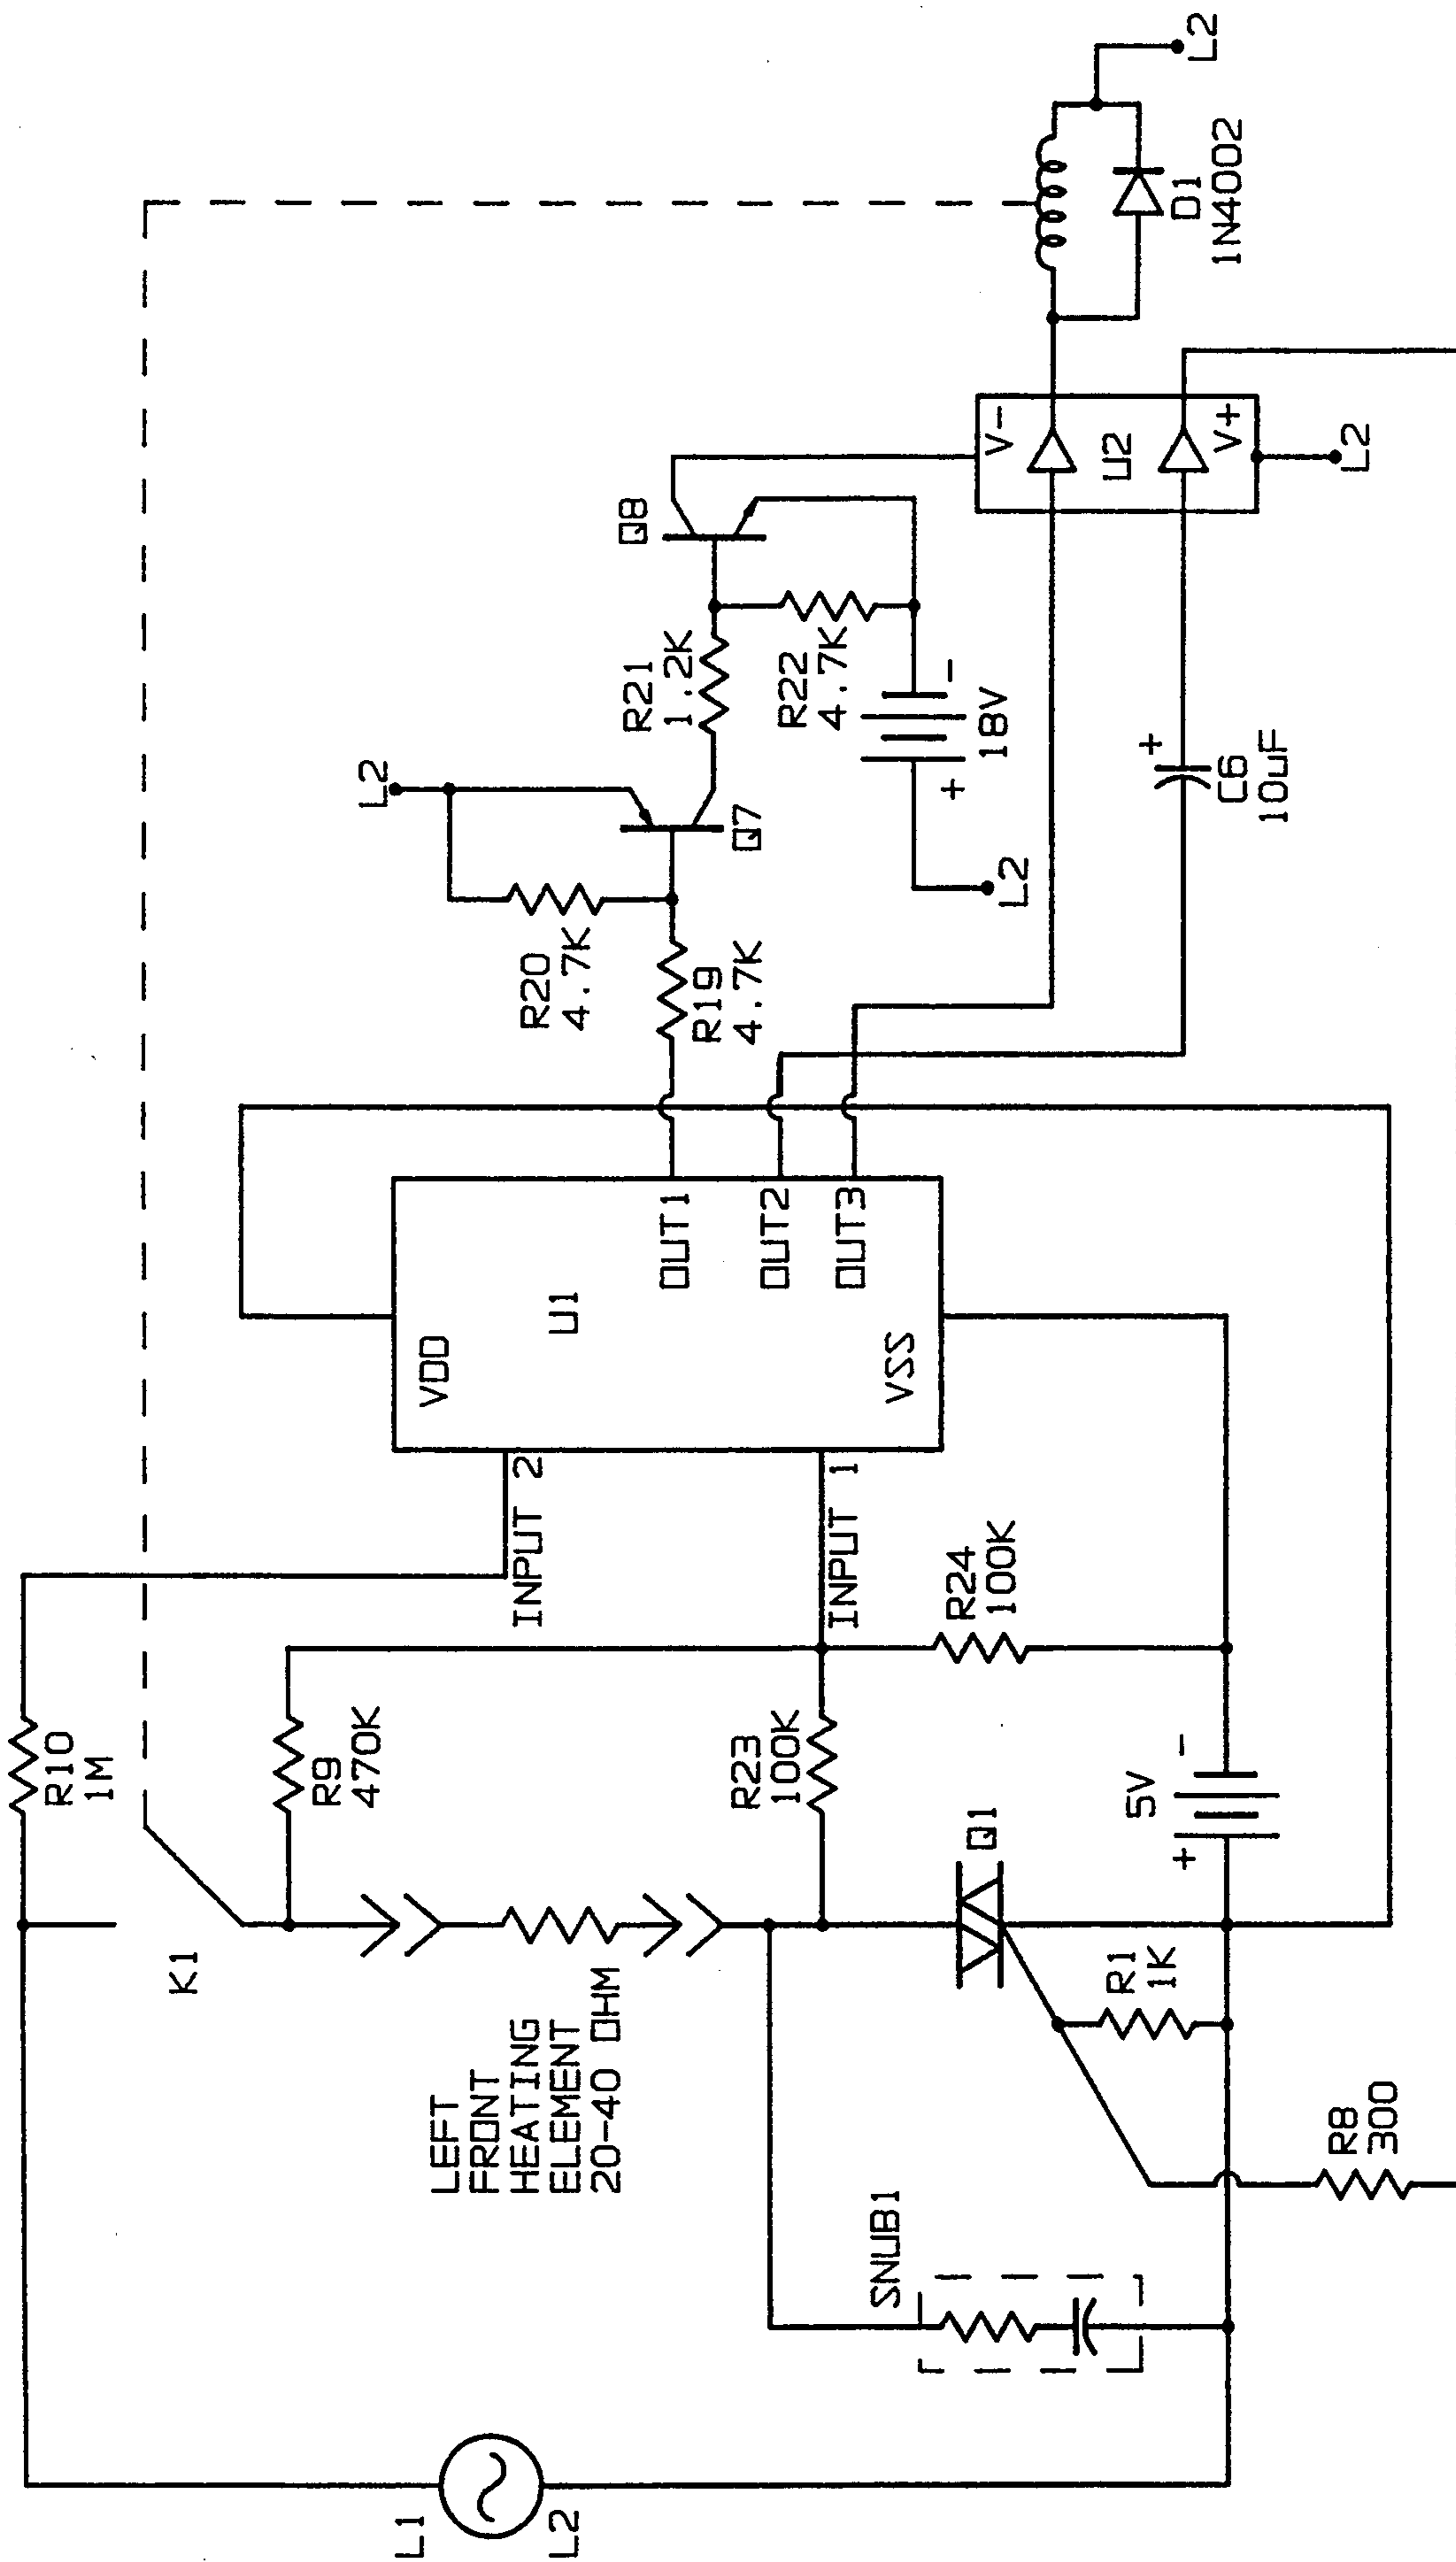 L1
L2
R10
1M
K1
R9
470K
LEFT
FRONT
HEATING
ELEMENT
20-40 OHM
SNUB1
R23
100K
Q1
R1
1K
R8
300
5V
+
-
R24
100K
INPUT 2
INPUT 1
VDD
U1
VSS
OUT1
OUT2
OUT3
R20
4.7K
R19
4.7K
L2
Q7
R21
1.2K
R22
4.7K
Q8
+
-
18V
L2
+
C6
10uF
V-
U2
V+
L2
D1
1N4002
L2